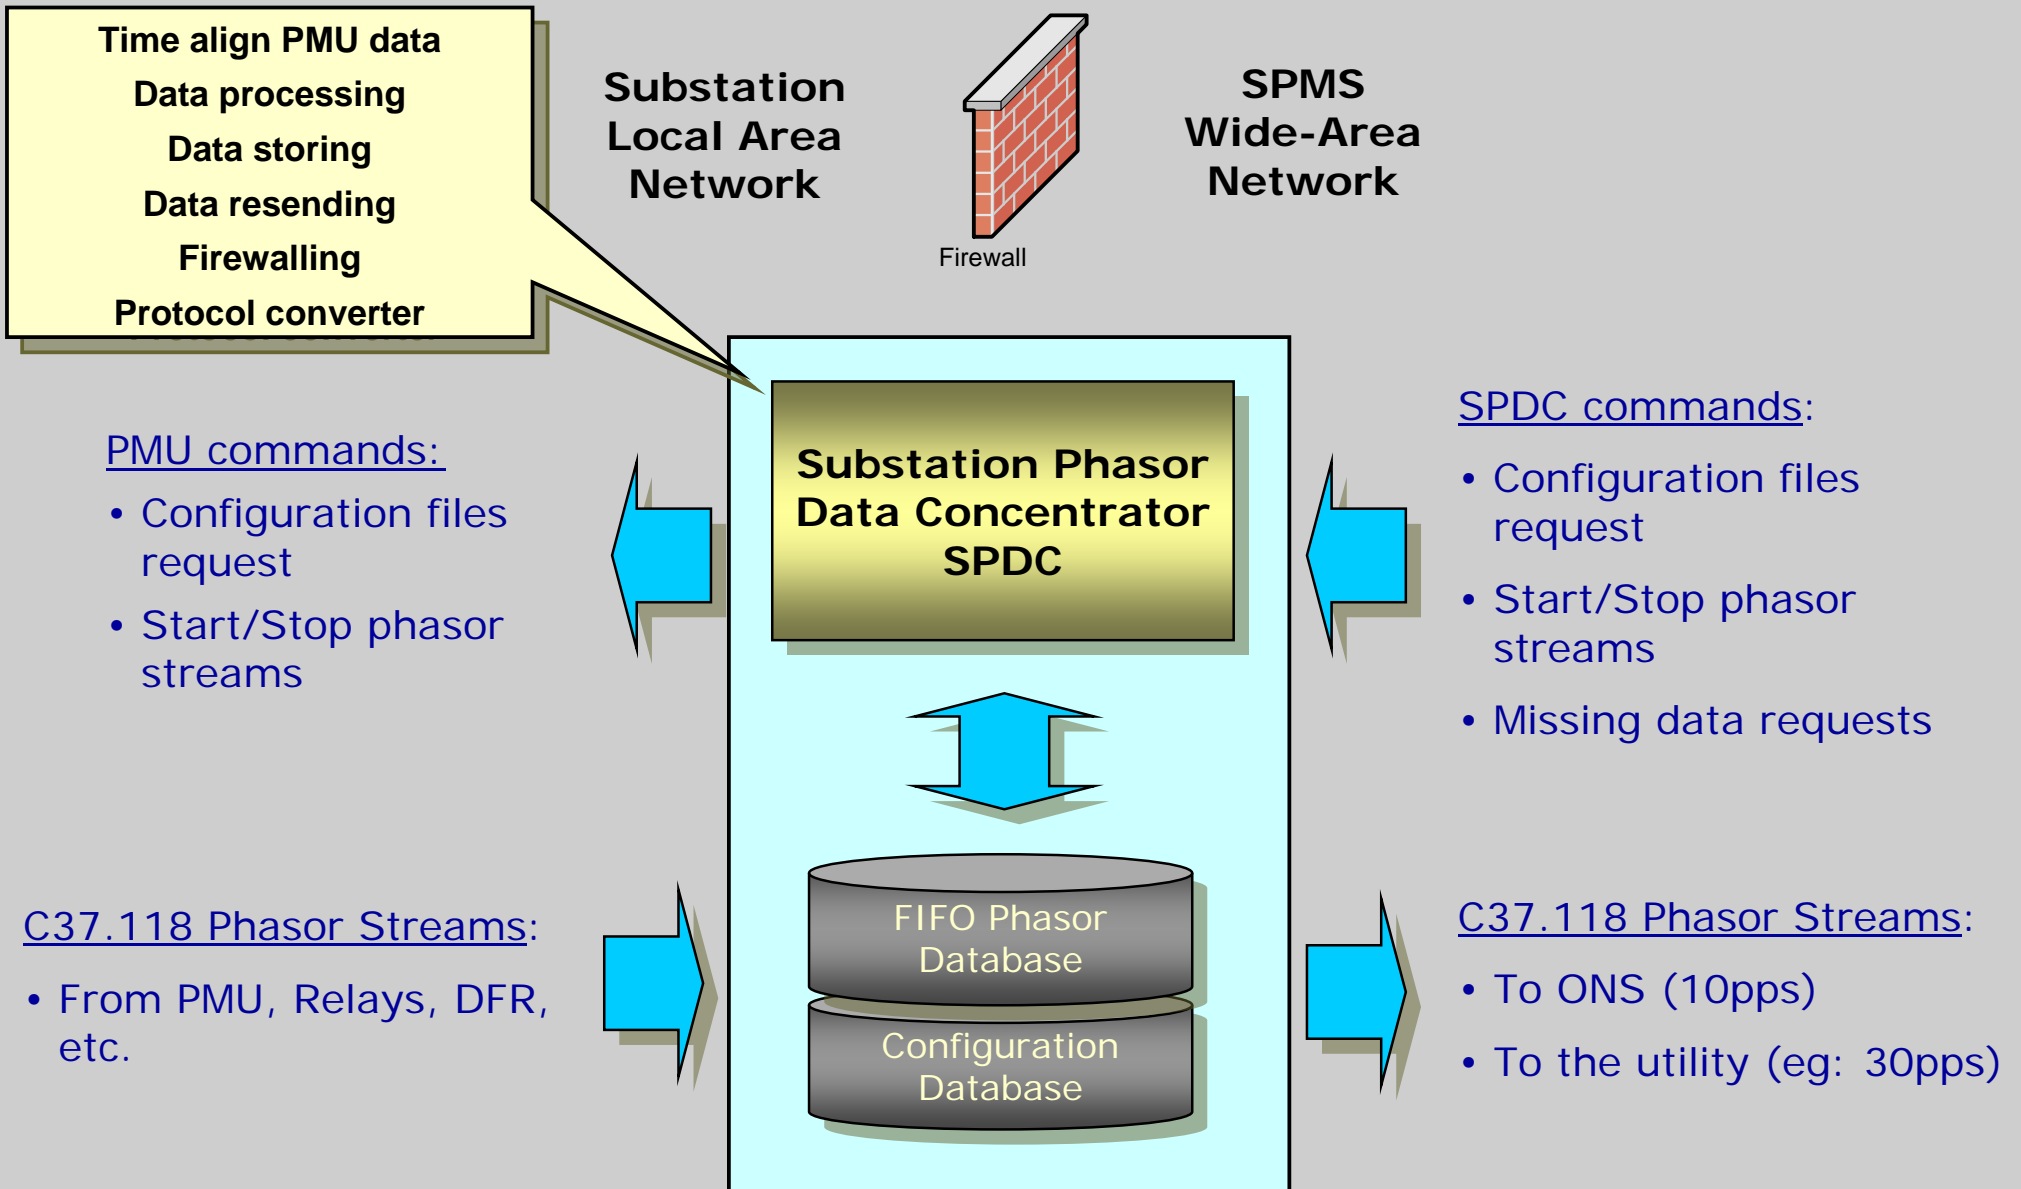 Time align PMU data
Data processing
Data storing
Data resending
Firewalling
Protocol converter
Substation
Local Area
Network
Firewall
SPMS
Wide-Area
Network
PMU commands:
• Configuration files
request
• Start/Stop phasor
streams
Substation Phasor
Data Concentrator
SPDC
SPDC commands:
• Configuration files
request
• Start/Stop phasor
streams
• Missing data requests
C37.118 Phasor Streams:
• From PMU, Relays, DFR,
etc.
FIFO Phasor
Database
Configuration
Database
C37.118 Phasor Streams:
• To ONS (10pps)
• To the utility (eg: 30pps)